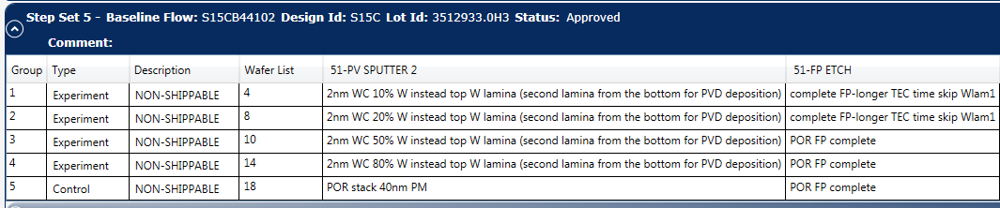 Step Set 5 - Baseline Flow: S15CB44102 Design Id: S15C Lot Id: 3512933.0H3 Status: Approved
Comment:
Group Type Description Wafer List 51-PV SPUTTER 2 51-FP ETCH
1 Experiment NON-SHIPPABLE 4 2nm WC 10% W instead top W lamina (second lamina from the bottom for PVD deposition) complete FP-longer TEC time skip Wlam1
2 Experiment NON-SHIPPABLE 8 2nm WC 20% W instead top W lamina (second lamina from the bottom for PVD deposition) complete FP-longer TEC time skip Wlam1
3 Experiment NON-SHIPPABLE 10 2nm WC 50% W instead top W lamina (second lamina from the bottom for PVD deposition) POR FP complete
4 Experiment NON-SHIPPABLE 14 2nm WC 80% W instead top W lamina (second lamina from the bottom for PVD deposition) POR FP complete
5 Control NON-SHIPPABLE 18 POR stack 40nm PM POR FP complete